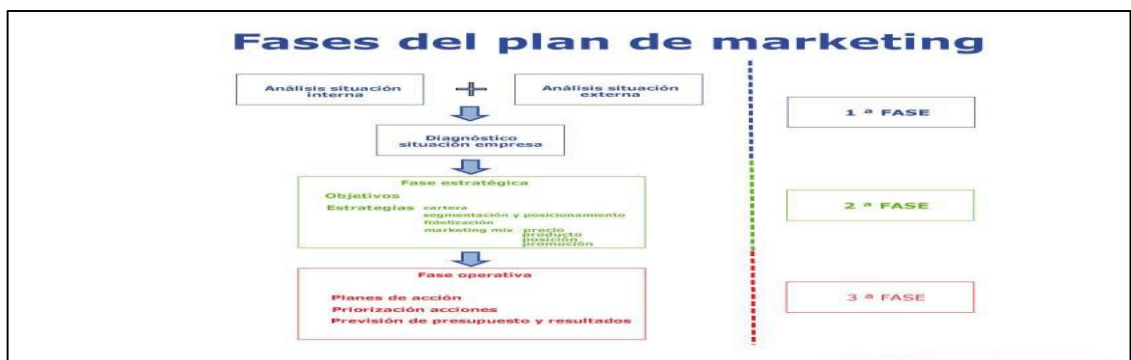 Fases del plan de marketing
Análisis situación
interna
+
Análisis situación
externa
1 ª FASE
Diagnóstico
situación empresa
Fase estratégica
Objetivos
Estrategias cartera
segmentación y posicionamiento
fidelización
marketing mix precio
producto
posición
promoción
2 ª FASE
Fase operativa
Planes de acción
Priorización acciones
Previsión de presupuesto y resultados
3 ª FASE